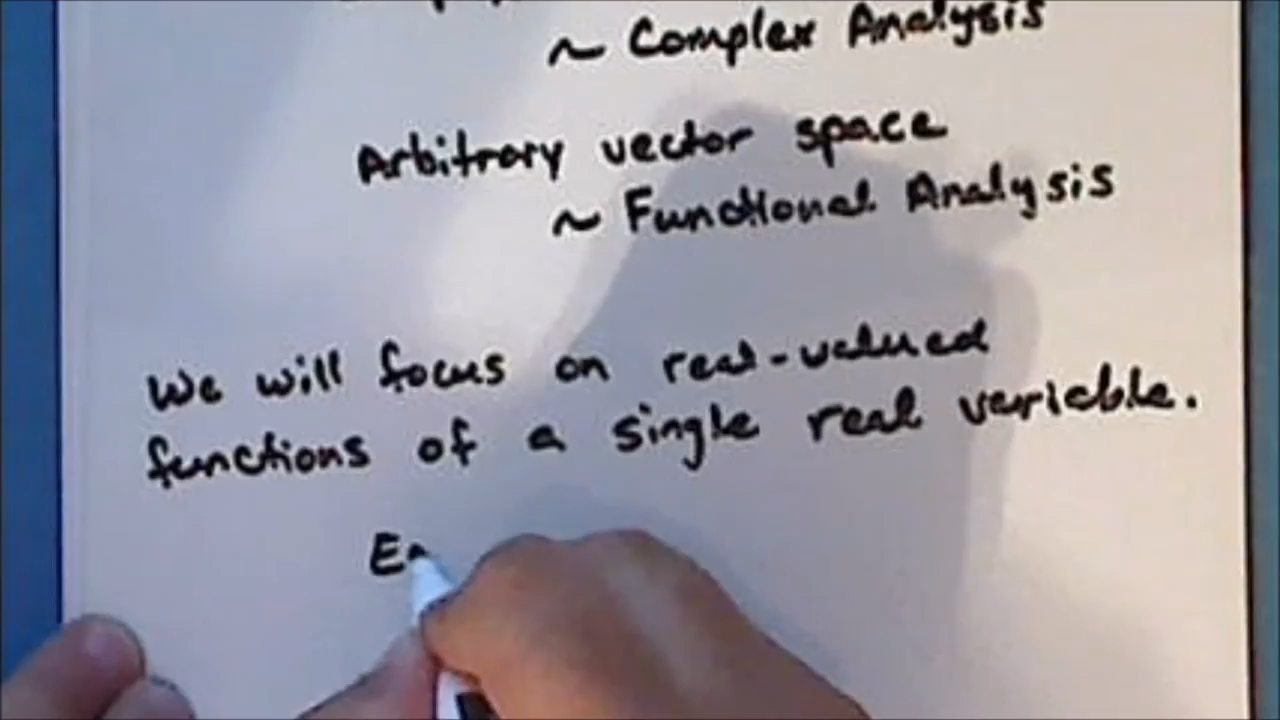 ~ Complex Analysis
Arbitrary vector space
~ Functional Analysis
We will focus on real-valued
functions of a single real variable.